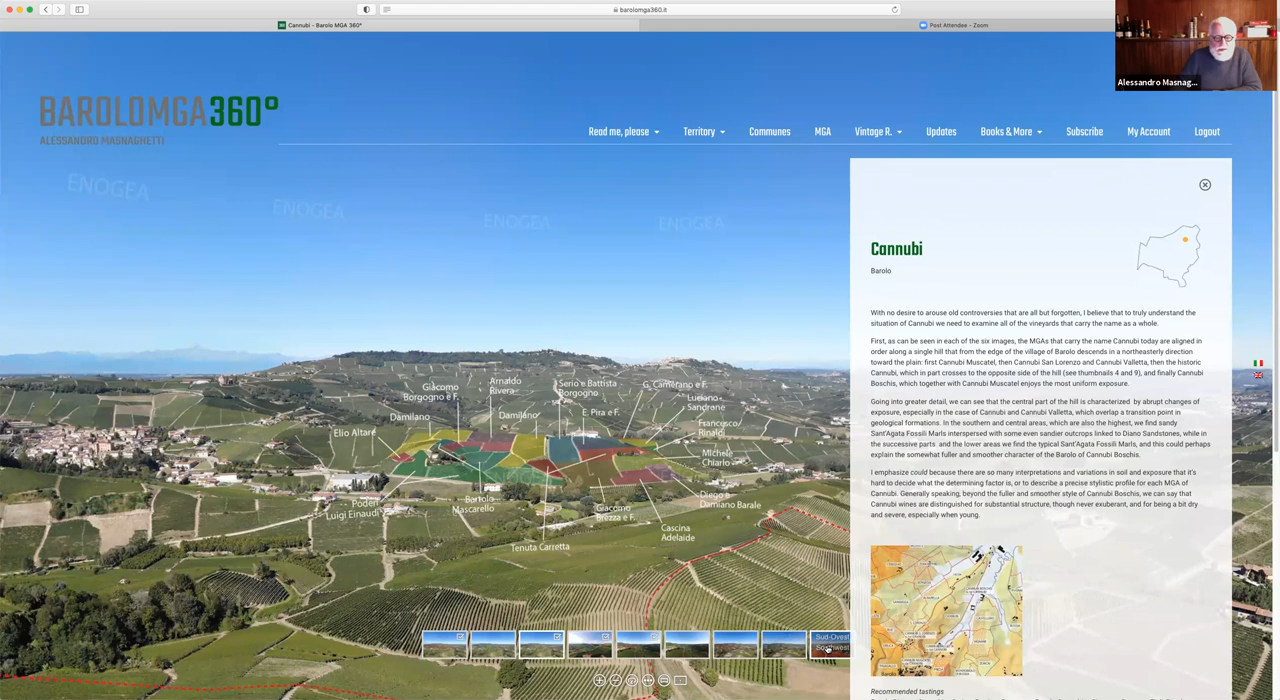 barolomga360.it
Cannubi - Barolo MGA 360°
Post Attendee - Zoom
Alessandro Masnag...
BAROLOMGA360°
ALESSANDRO MASNAGHETTI
Read me, please
Territory
Communes
MGA
Vintage R.
Updates
Books & More
Subscribe
My Account
Logout
ENOGEA
ENOGEA
ENOGEA
ENOGEA
Cannubi
Barolo
With no desire to arouse old controversies that are all but forgotten, I believe that to truly understand the
situation of Cannubi we need to examine all of the vineyards that carry the name as a whole.
First, as can be seen in each of the six images, the MGAs that carry the name Cannubi today are aligned in
order along a single hill that from the edge of the village of Barolo descends in a northeasterly direction
toward the plain: first Cannubi Muscatel, then Cannubi San Lorenzo and Cannubi Valletta, then the historic
Cannubi, which in part crosses to the opposite side of the hill (see thumbnails 4 and 9), and finally Cannubi
Boschis, which together with Cannubi Muscatel enjoys the most uniform exposure.
Going into greater detail, we can see that the central part of the hill is characterized by abrupt changes of
exposure, especially in the case of Cannubi and Cannubi Valletta, which overlap a transition point in
geological formations. In the southern and central areas, which are also the highest, we find sandy
Sant'Agata Fossili Marls interspersed with some even sandier outcrops linked to Diano Sandstones, while in
the successive parts and the lower areas we find the typical Sant'Agata Fossili Marls, and this could perhaps
explain the somewhat fuller and smoother character of the Barolo of Cannubi Boschis.
I emphasize could because there are so many interpretations and variations in soil and exposure that it's
hard to decide what the determining factor is, or to describe a precise stylistic profile for each MGA of
Cannubi. Generally speaking, beyond the fuller and smoother style of Cannubi Boschis, we can say that
Cannubi wines are distinguished for substantial structure, though never exuberant, and for being a bit dry
and severe, especially when young.
Giacomo
Borgogno e F.
Arnaldo
Rivera
Serio e Battista
Borgogno
G. Camerano e F.
Luciano
Sandrone
Damilano
Damilano
E. Pira e F.
Francesco
Rinaldi
Elio Altare
Michele
Chiarlo
Poderi
Luigi Einaudi
Bartolo
Mascarello
Giacomo
Brezza e F.
Diego e
Damiano Barale
Cascina
Adelaide
Tenuta Carretta
Sud-Ovest
Southwest
Barolo
Recommended tastings